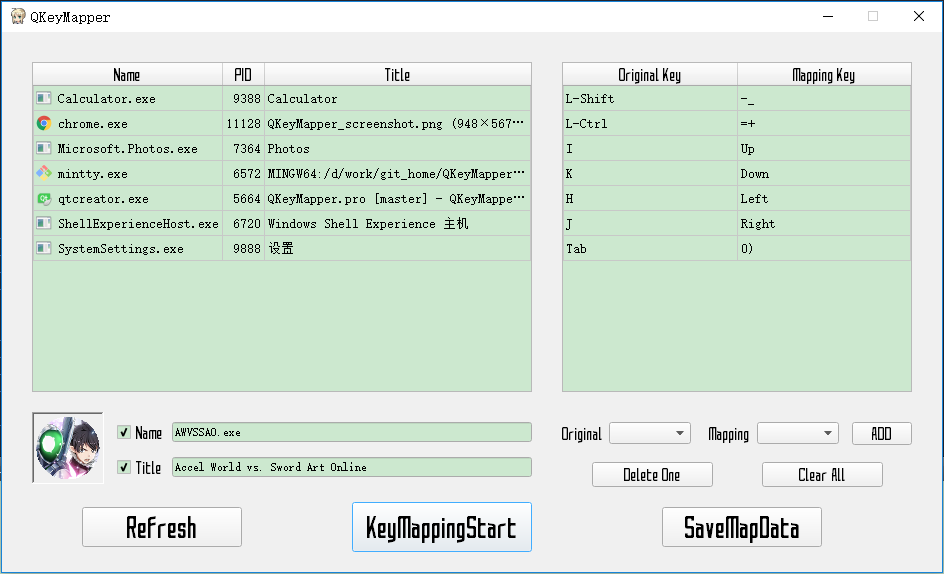 QKeyMapper
Name PID Title
Calculator.exe 9388 Calculator
chrome.exe 11128 QKeyMapper_screenshot.png (948×567…
Microsoft.Photos.exe 7364 Photos
mintty.exe 6572 MINGW64:/d/work/git_home/QKeyMapper…
qtcreator.exe 5664 QKeyMapper.pro [master] - QKeyMappe…
ShellExperienceHost.exe 6720 Windows Shell Experience 主机
SystemSettings.exe 9888 设置
Original Key Mapping Key
L-Shift -_
L-Ctrl =+
I Up
K Down
H Left
J Right
Tab 0)
Name AWVSSAO.exe
Title Accel World vs. Sword Art Online
Original Mapping ADD
Delete One Clear All
Refresh KeyMappingStart SaveMapData